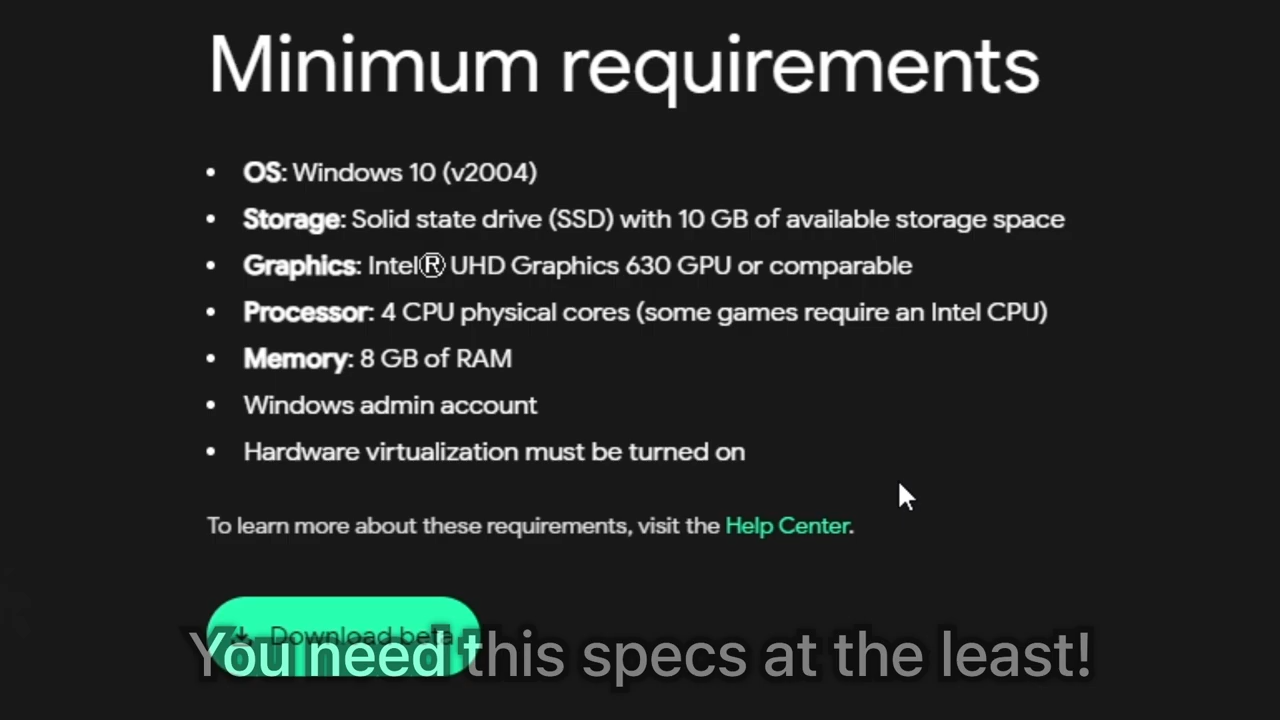 Minimum requirements
• OS: Windows 10 (v2004)
• Storage: Solid state drive (SSD) with 10 GB of available storage space
• Graphics: Intel® UHD Graphics 630 GPU or comparable
• Processor: 4 CPU physical cores (some games require an Intel CPU)
• Memory: 8 GB of RAM
• Windows admin account
• Hardware virtualization must be turned on
To learn more about these requirements, visit the Help Center.
Download beta
You need this specs at the least!